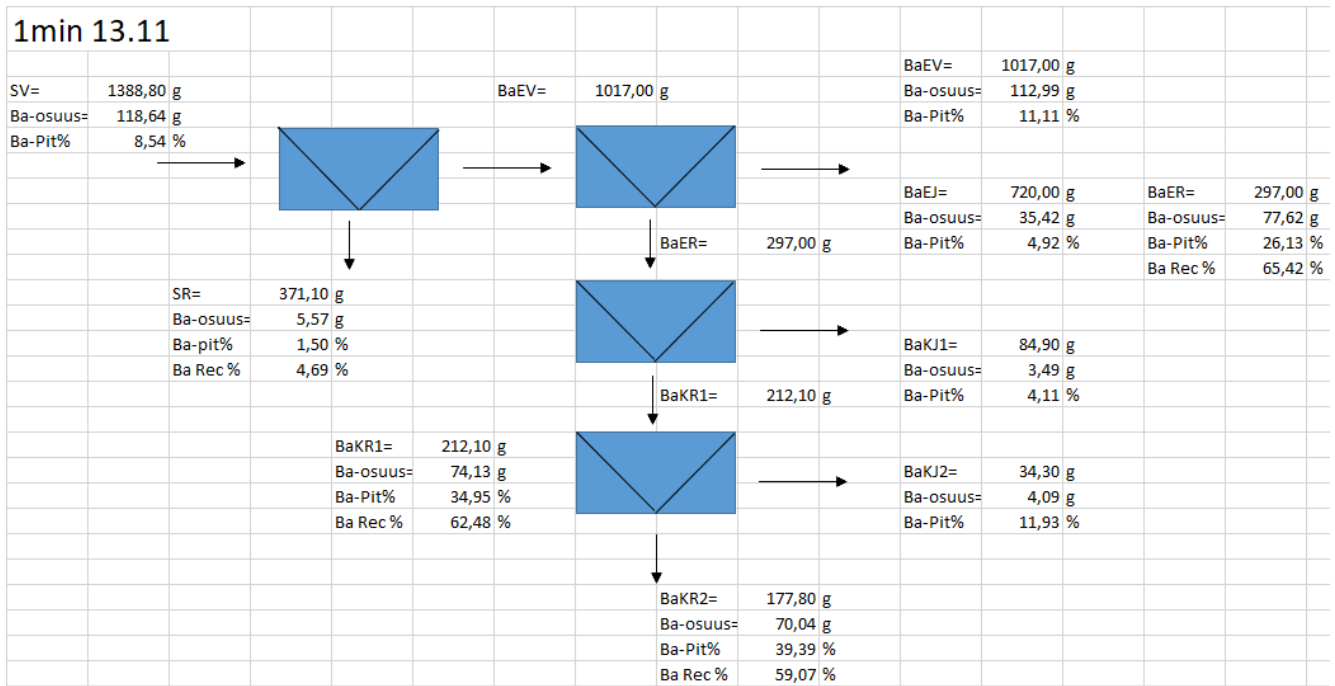 1min 13.11
SV= 1388,80 g
Ba-osuus= 118,64 g
Ba-Pit% 8,54 %
BaEV= 1017,00 g
BaEV= 1017,00 g
Ba-osuus= 112,99 g
Ba-Pit% 11,11 %
BaEJ= 720,00 g
Ba-osuus= 35,42 g
Ba-Pit% 4,92 %
BaER= 297,00 g
Ba-osuus= 77,62 g
Ba-Pit% 26,13 %
Ba Rec % 65,42 %
BaER= 297,00 g
SR= 371,10 g
Ba-osuus= 5,57 g
Ba-pit% 1,50 %
Ba Rec % 4,69 %
BaKJ1= 84,90 g
Ba-osuus= 3,49 g
Ba-Pit% 4,11 %
BaKR1= 212,10 g
BaKR1= 212,10 g
Ba-osuus= 74,13 g
Ba-Pit% 34,95 %
Ba Rec % 62,48 %
BaKJ2= 34,30 g
Ba-osuus= 4,09 g
Ba-Pit% 11,93 %
BaKR2= 177,80 g
Ba-osuus= 70,04 g
Ba-Pit% 39,39 %
Ba Rec % 59,07 %